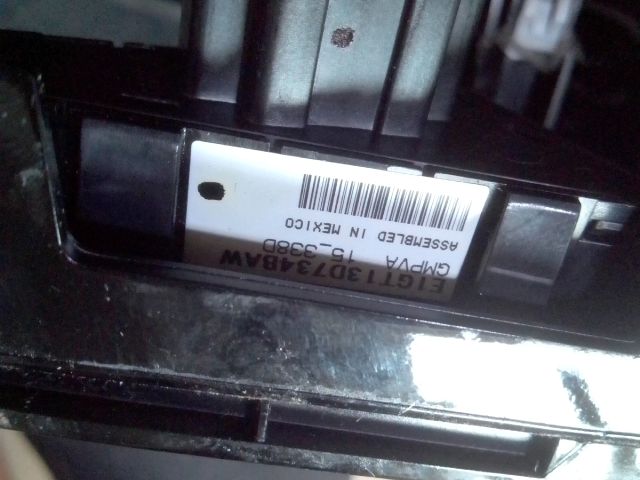 E1GT13D734BAW
GMPVA 15_338D
ASSEMBLED IN MEXICO